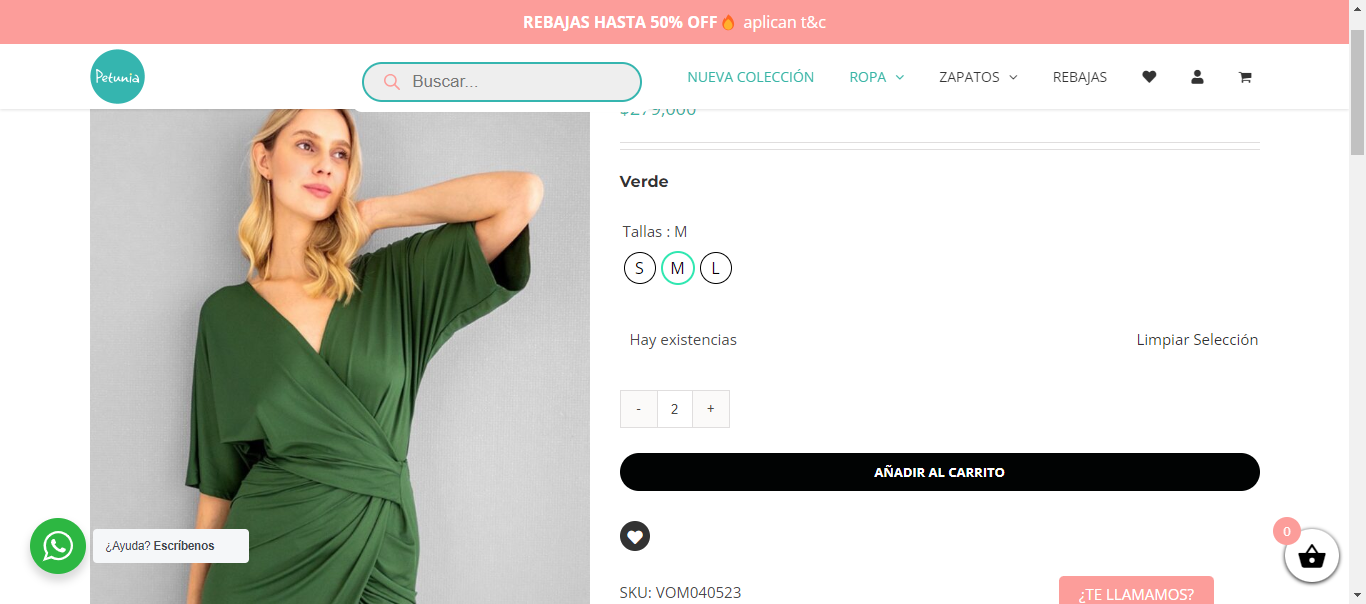 REBAJAS HASTA 50% OFF🔥 aplican t&c
Petunia
Buscar...
NUEVA COLECCIÓN
ROPA
ZAPATOS
REBAJAS
$279,000
Verde
Tallas : M
S M L
Hay existencias
Limpiar Selección
- 2 +
AÑADIR AL CARRITO
¿Ayuda? Escríbenos
0
SKU: VOM040523
¿TE LLAMAMOS?